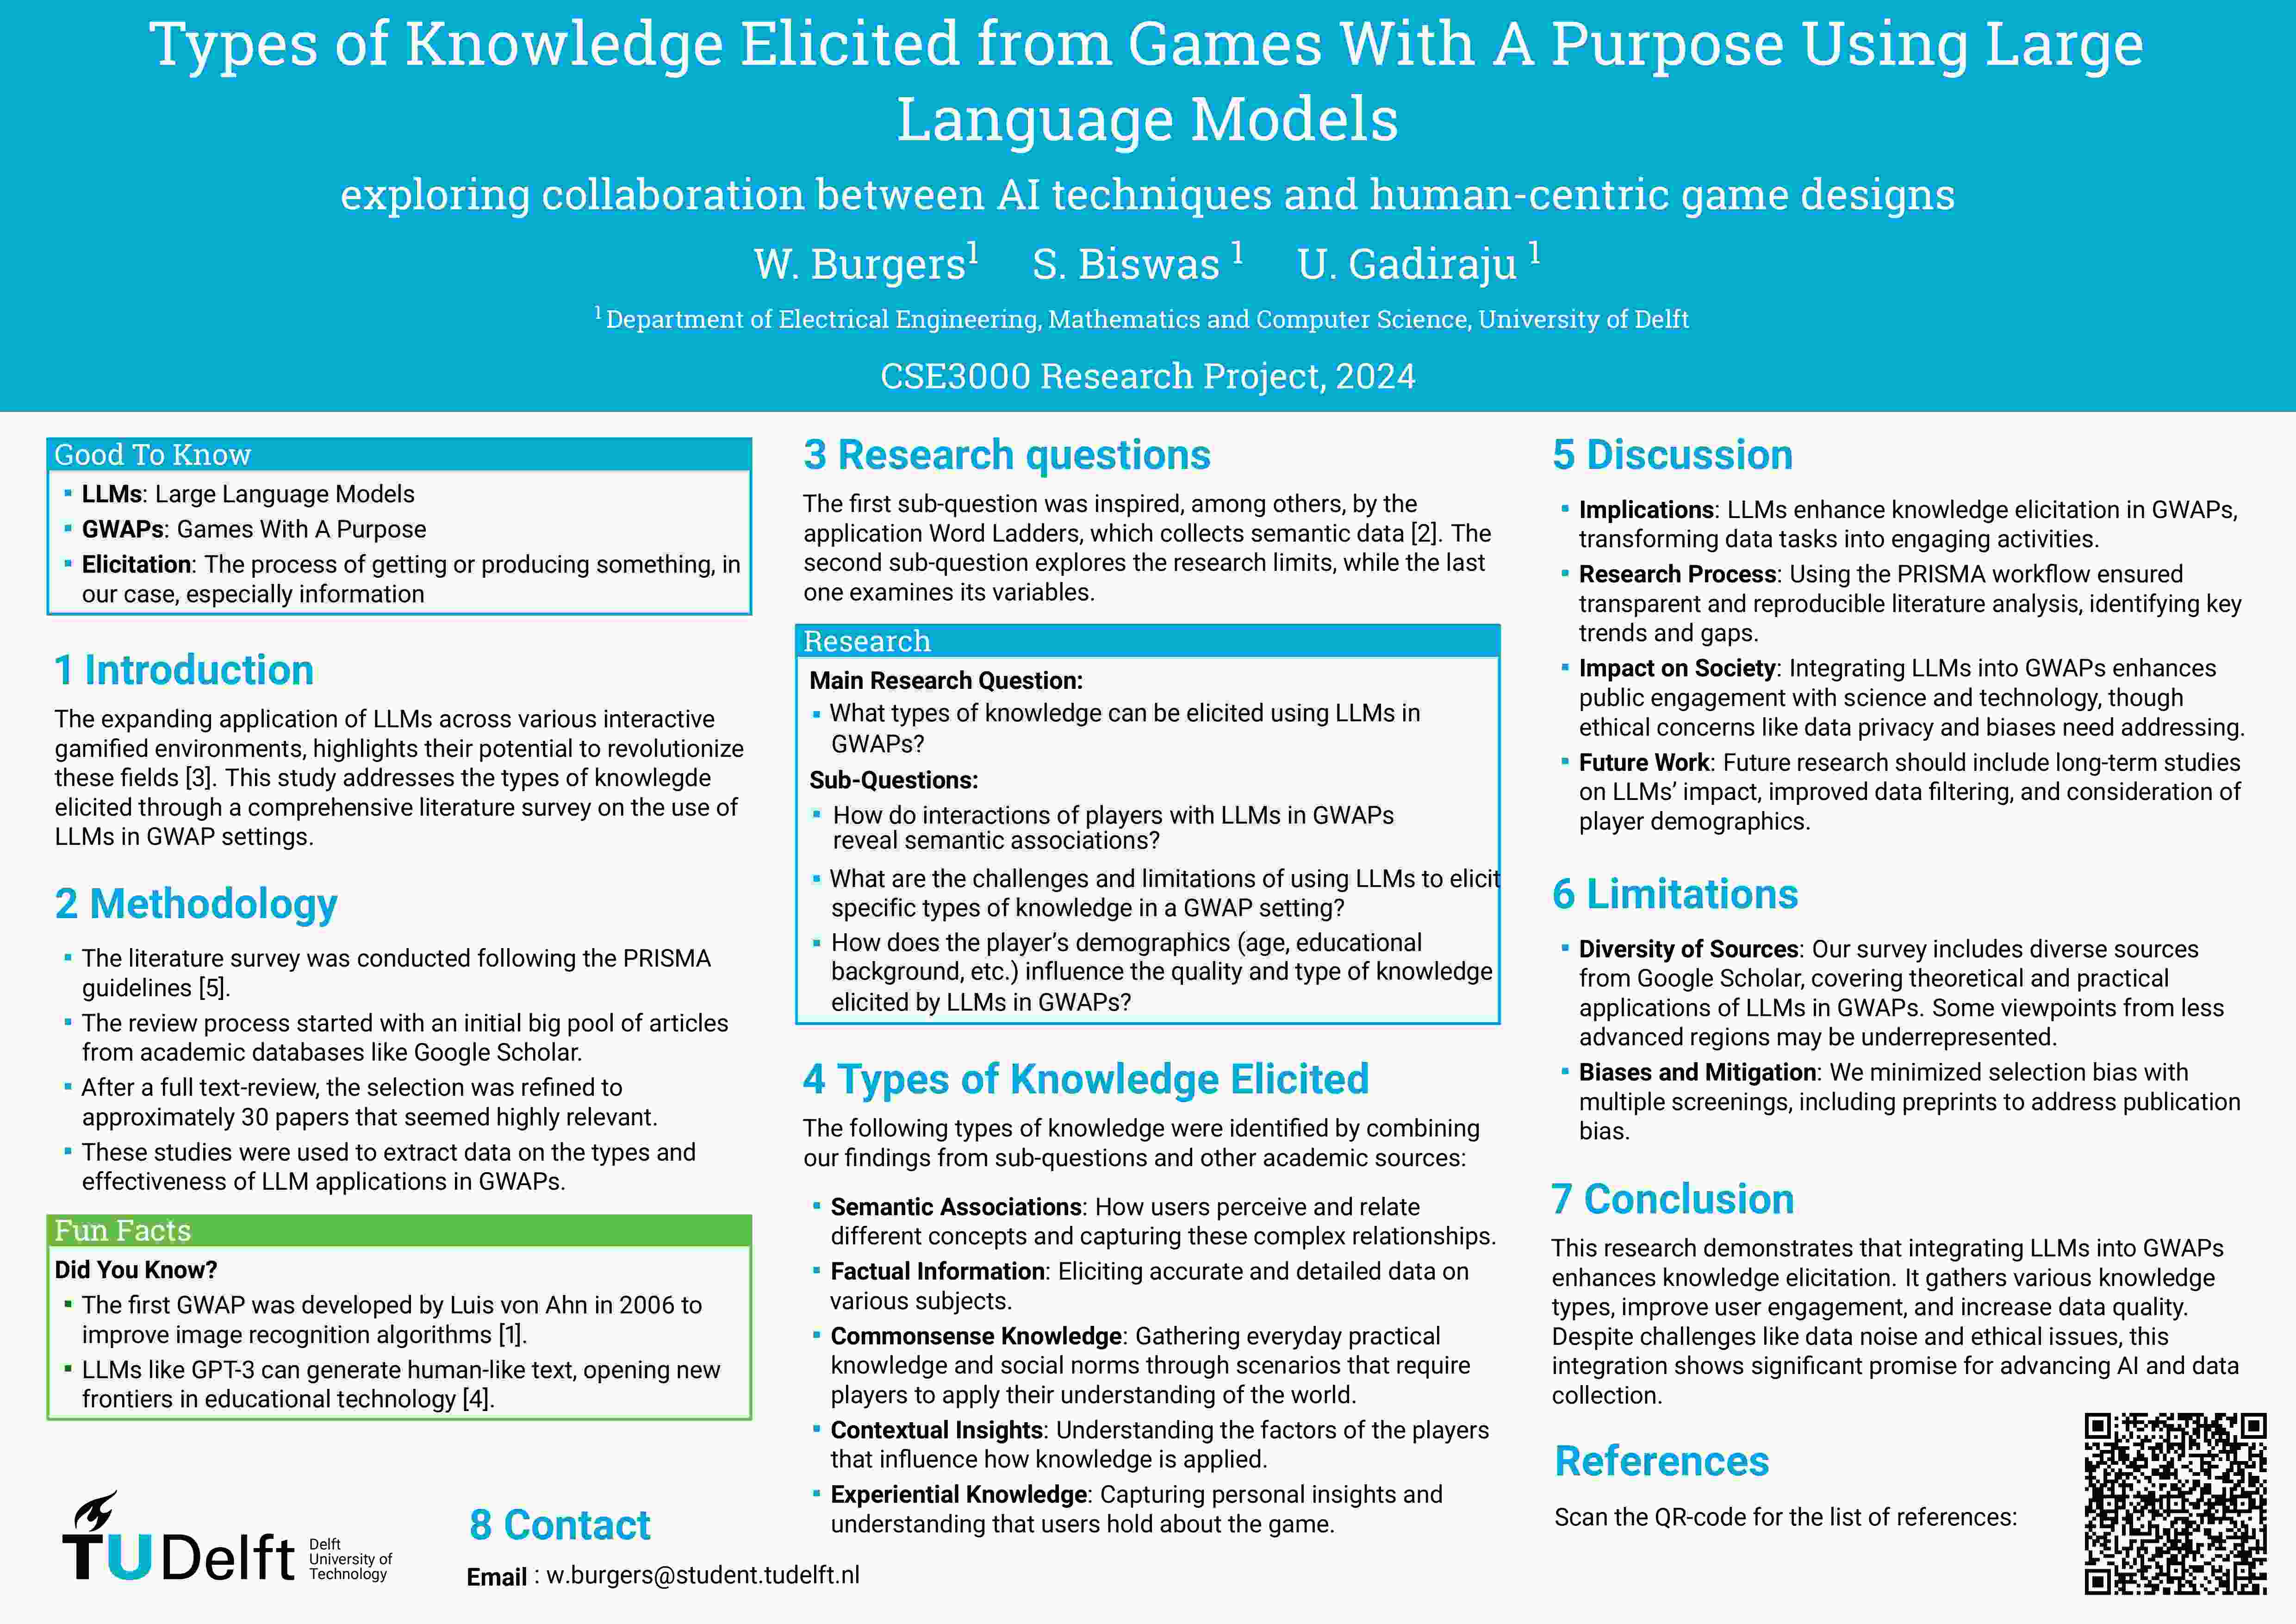 Types of Knowledge Elicited from Games With A Purpose Using Large
Language Models
exploring collaboration between AI techniques and human-centric game designs
W. Burgers1 S. Biswas 1 U. Gadiraju 1
1 Department of Electrical Engineering, Mathematics and Computer Science, University of Delft
CSE3000 Research Project, 2024
Good To Know
LLMs: Large Language Models
GWAPs: Games With A Purpose
Elicitation: The process of getting or producing something, in
our case, especially information
1 Introduction
The expanding application of LLMs across various interactive
gamified environments, highlights their potential to revolutionize
these fields [3]. This study addresses the types of knowlegde
elicited through a comprehensive literature survey on the use of
LLMs in GWAP settings.
2 Methodology
The literature survey was conducted following the PRISMA
guidelines [5].
The review process started with an initial big pool of articles
from academic databases like Google Scholar.
After a full text-review, the selection was refined to
approximately 30 papers that seemed highly relevant.
These studies were used to extract data on the types and
effectiveness of LLM applications in GWAPs.
Fun Facts
Did You Know?
The first GWAP was developed by Luis von Ahn in 2006 to
improve image recognition algorithms [1].
LLMs like GPT-3 can generate human-like text, opening new
frontiers in educational technology [4].
TUDelft
Delft
University of
Technology
8 Contact
Email : w.burgers@student.tudelft.nl
3 Research questions
The first sub-question was inspired, among others, by the
application Word Ladders, which collects semantic data [2]. The
second sub-question explores the research limits, while the last
one examines its variables.
Research
Main Research Question:
What types of knowledge can be elicited using LLMs in
GWAPs?
Sub-Questions:
How do interactions of players with LLMs in GWAPs
reveal semantic associations?
What are the challenges and limitations of using LLMs to elicit
specific types of knowledge in a GWAP setting?
How does the player's demographics (age, educational
background, etc.) influence the quality and type of knowledge
elicited by LLMs in GWAPs?
4 Types of Knowledge Elicited
The following types of knowledge were identified by combining
our findings from sub-questions and other academic sources:
Semantic Associations: How users perceive and relate
different concepts and capturing these complex relationships.
Factual Information: Eliciting accurate and detailed data on
various subjects.
Commonsense Knowledge: Gathering everyday practical
knowledge and social norms through scenarios that require
players to apply their understanding of the world.
Contextual Insights: Understanding the factors of the players
that influence how knowledge is applied.
Experiential Knowledge: Capturing personal insights and
understanding that users hold about the game.
5 Discussion
Implications: LLMs enhance knowledge elicitation in GWAPs,
transforming data tasks into engaging activities.
Research Process: Using the PRISMA workflow ensured
transparent and reproducible literature analysis, identifying key
trends and gaps.
Impact on Society: Integrating LLMs into GWAPs enhances
public engagement with science and technology, though
ethical concerns like data privacy and biases need addressing.
Future Work: Future research should include long-term studies
on LLMs' impact, improved data filtering, and consideration of
player demographics.
6 Limitations
Diversity of Sources: Our survey includes diverse sources
from Google Scholar, covering theoretical and practical
applications of LLMs in GWAPs. Some viewpoints from less
advanced regions may be underrepresented.
Biases and Mitigation: We minimized selection bias with
multiple screenings, including preprints to address publication
bias.
7 Conclusion
This research demonstrates that integrating LLMs into GWAPs
enhances knowledge elicitation. It gathers various knowledge
types, improve user engagement, and increase data quality.
Despite challenges like data noise and ethical issues, this
integration shows significant promise for advancing AI and data
collection.
References
Scan the QR-code for the list of references: